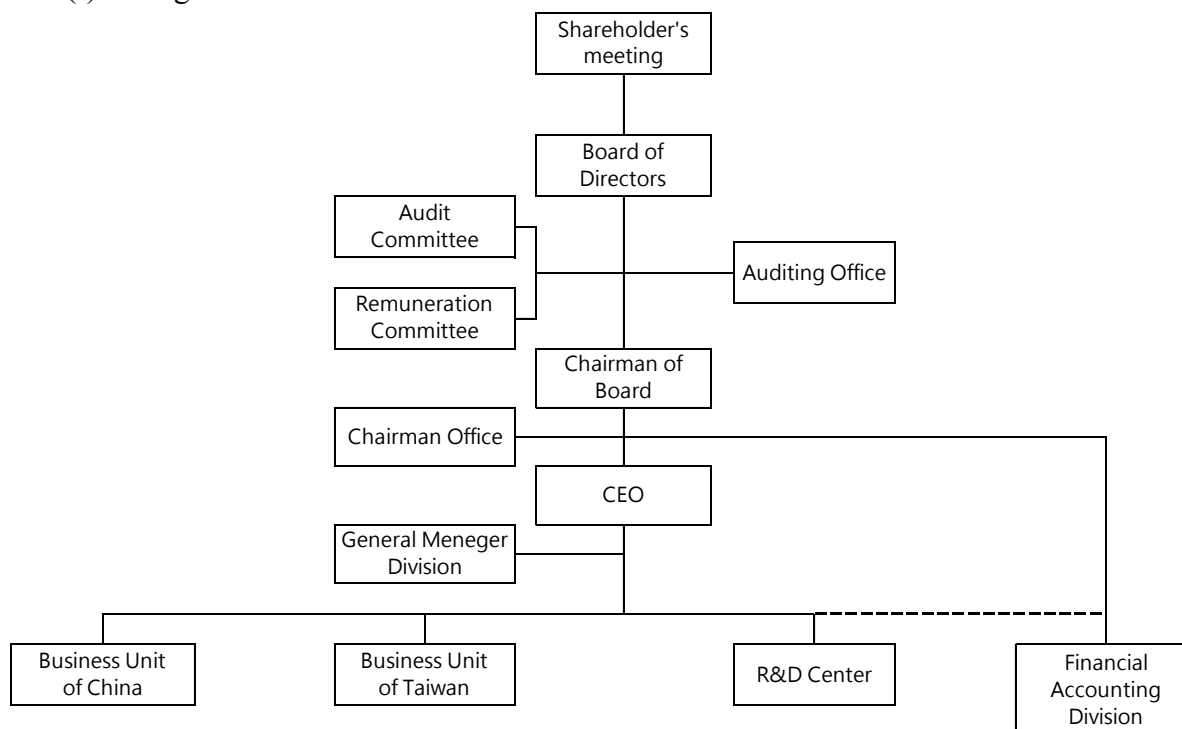 Shareholder's
meeting
Board of
Directors
Audit
Committee
Auditing Office
Remuneration
Committee
Chairman of
Board
Chairman Office
CEO
General Meneger
Division
Business Unit
of China
Business Unit
of Taiwan
R&D Center
Financial
Accounting
Division